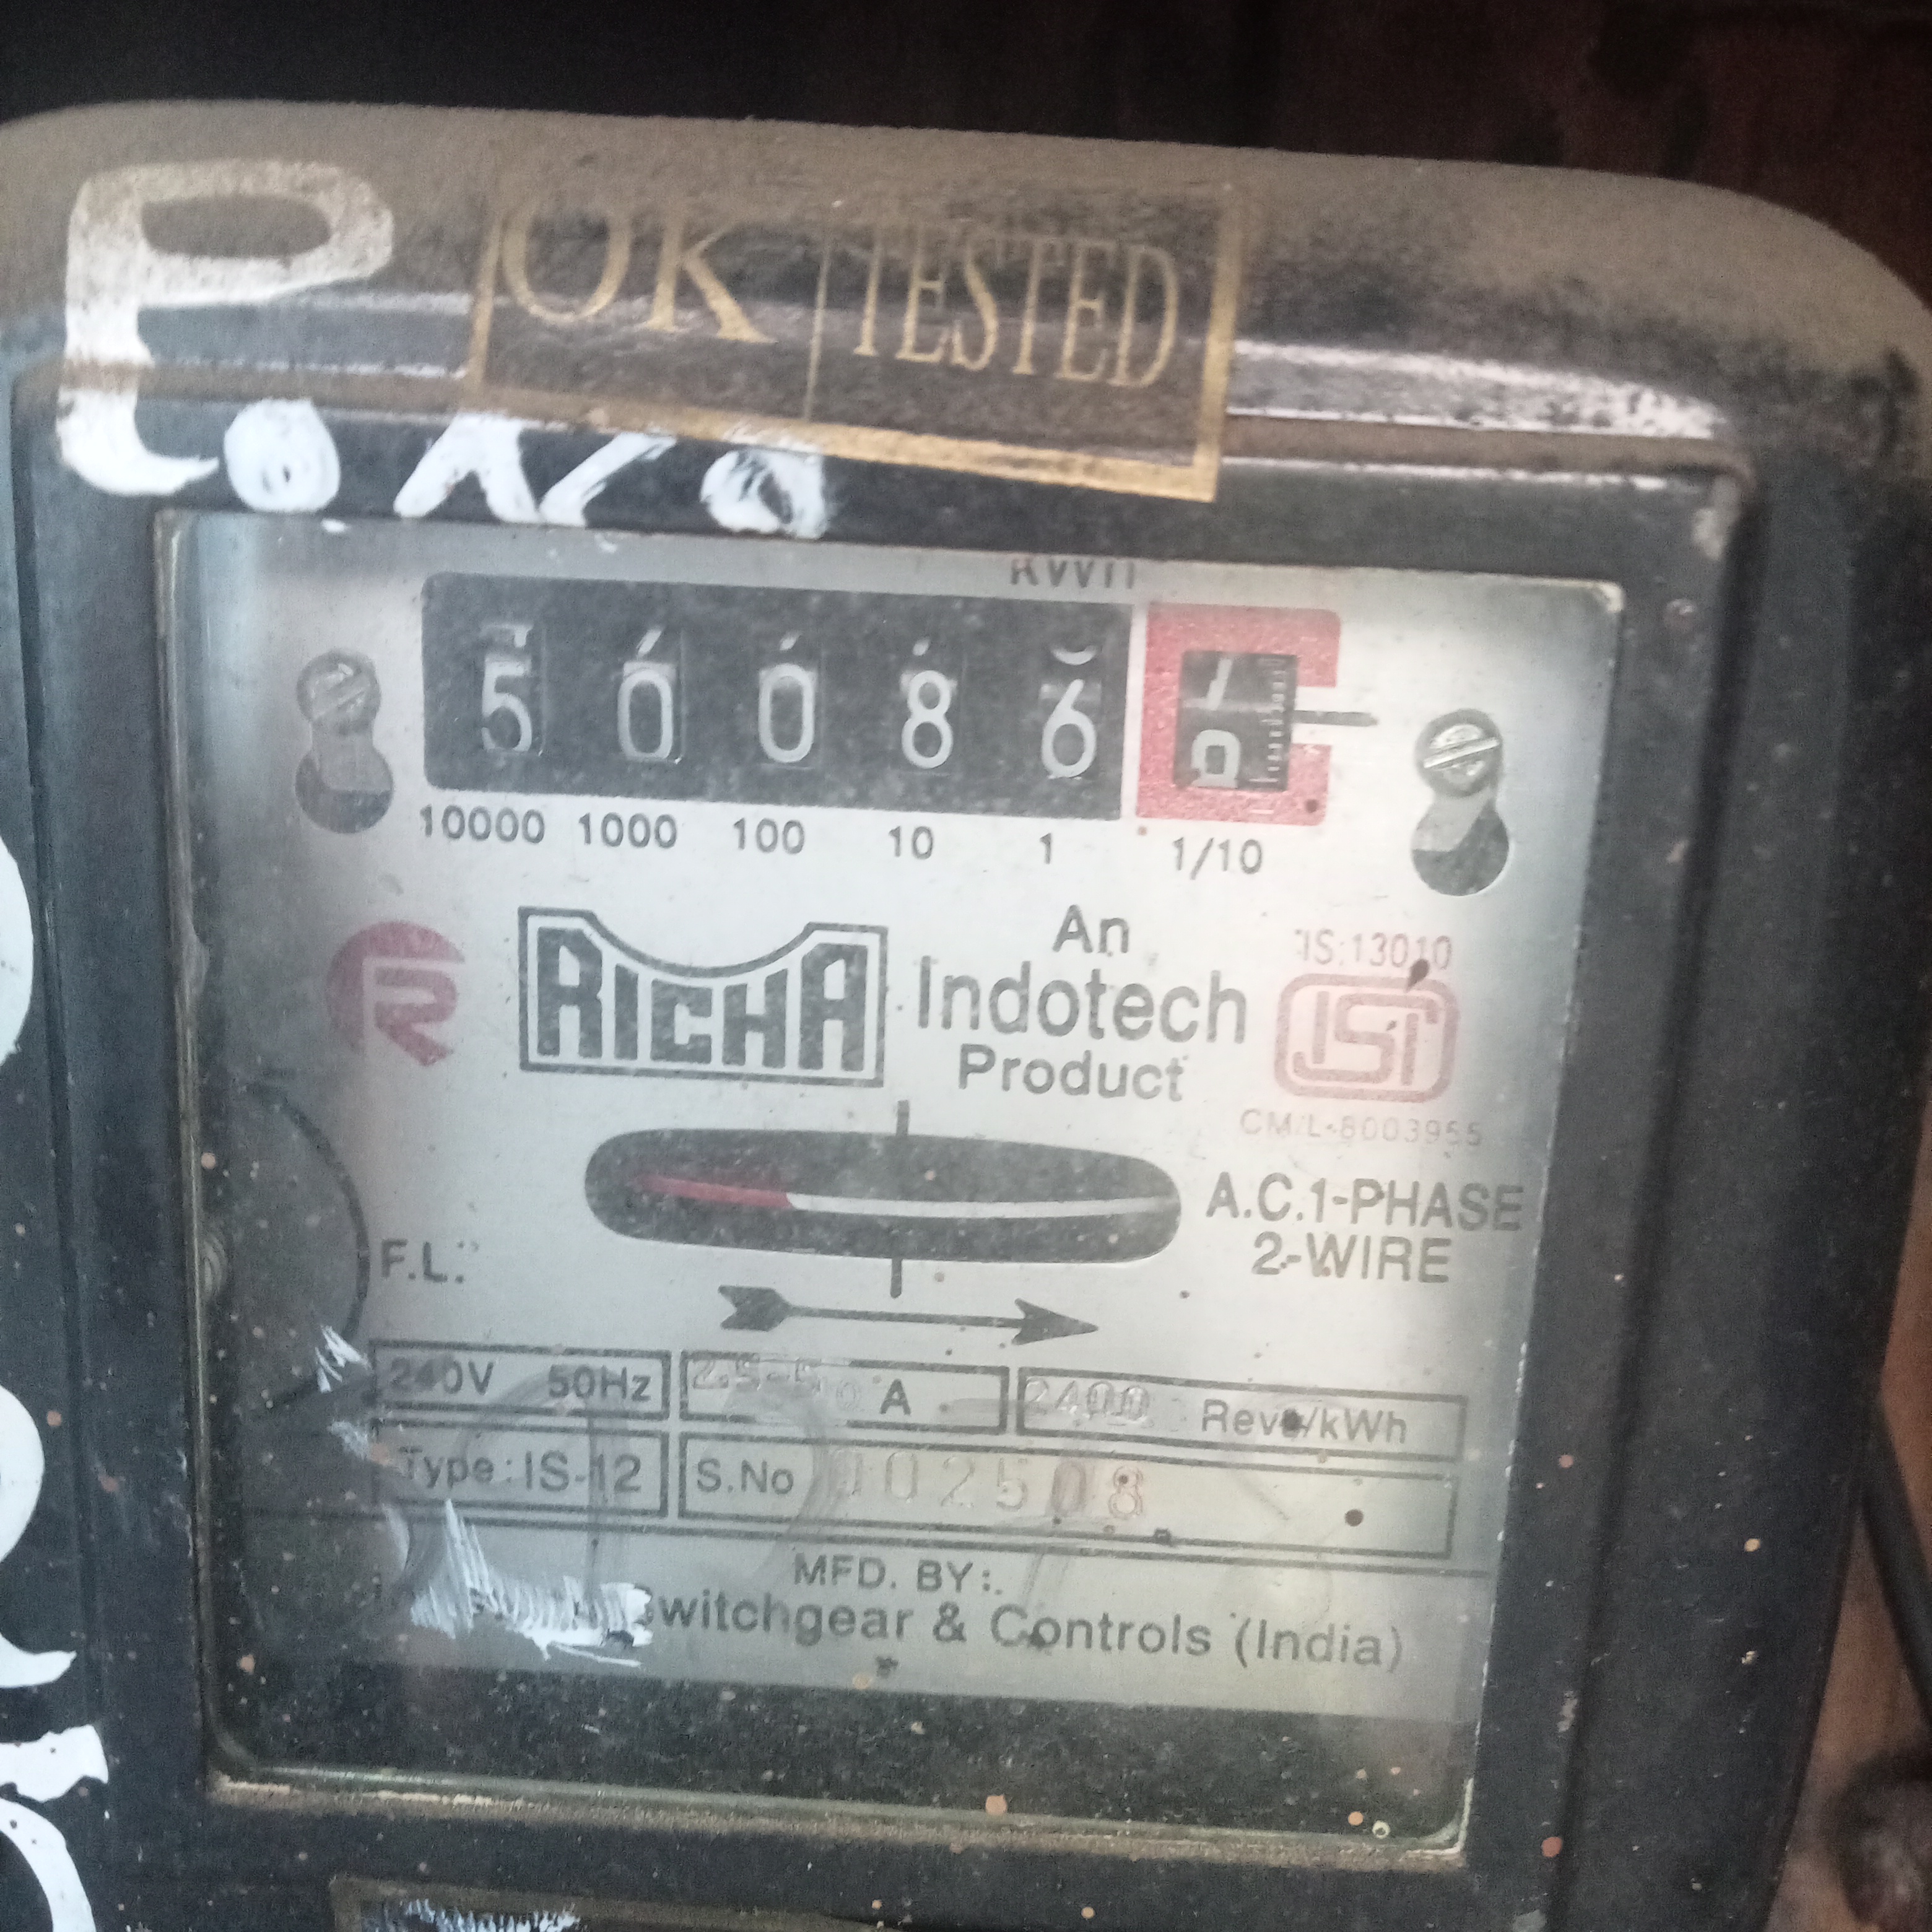 OK TESTED
kWh
5 0 0 8 6
10000 1000 100 10 1 1/10
R
RICHA
An
Indotech
Product
IS:13010
ISI
CM/L-8003955
A.C.1-PHASE
2-WIRE
F.L.
240V 50Hz A 2400 Revs/kWh
Type: IS-12 S.No 002508
MFD. BY:.
Switchgear & Controls (India)